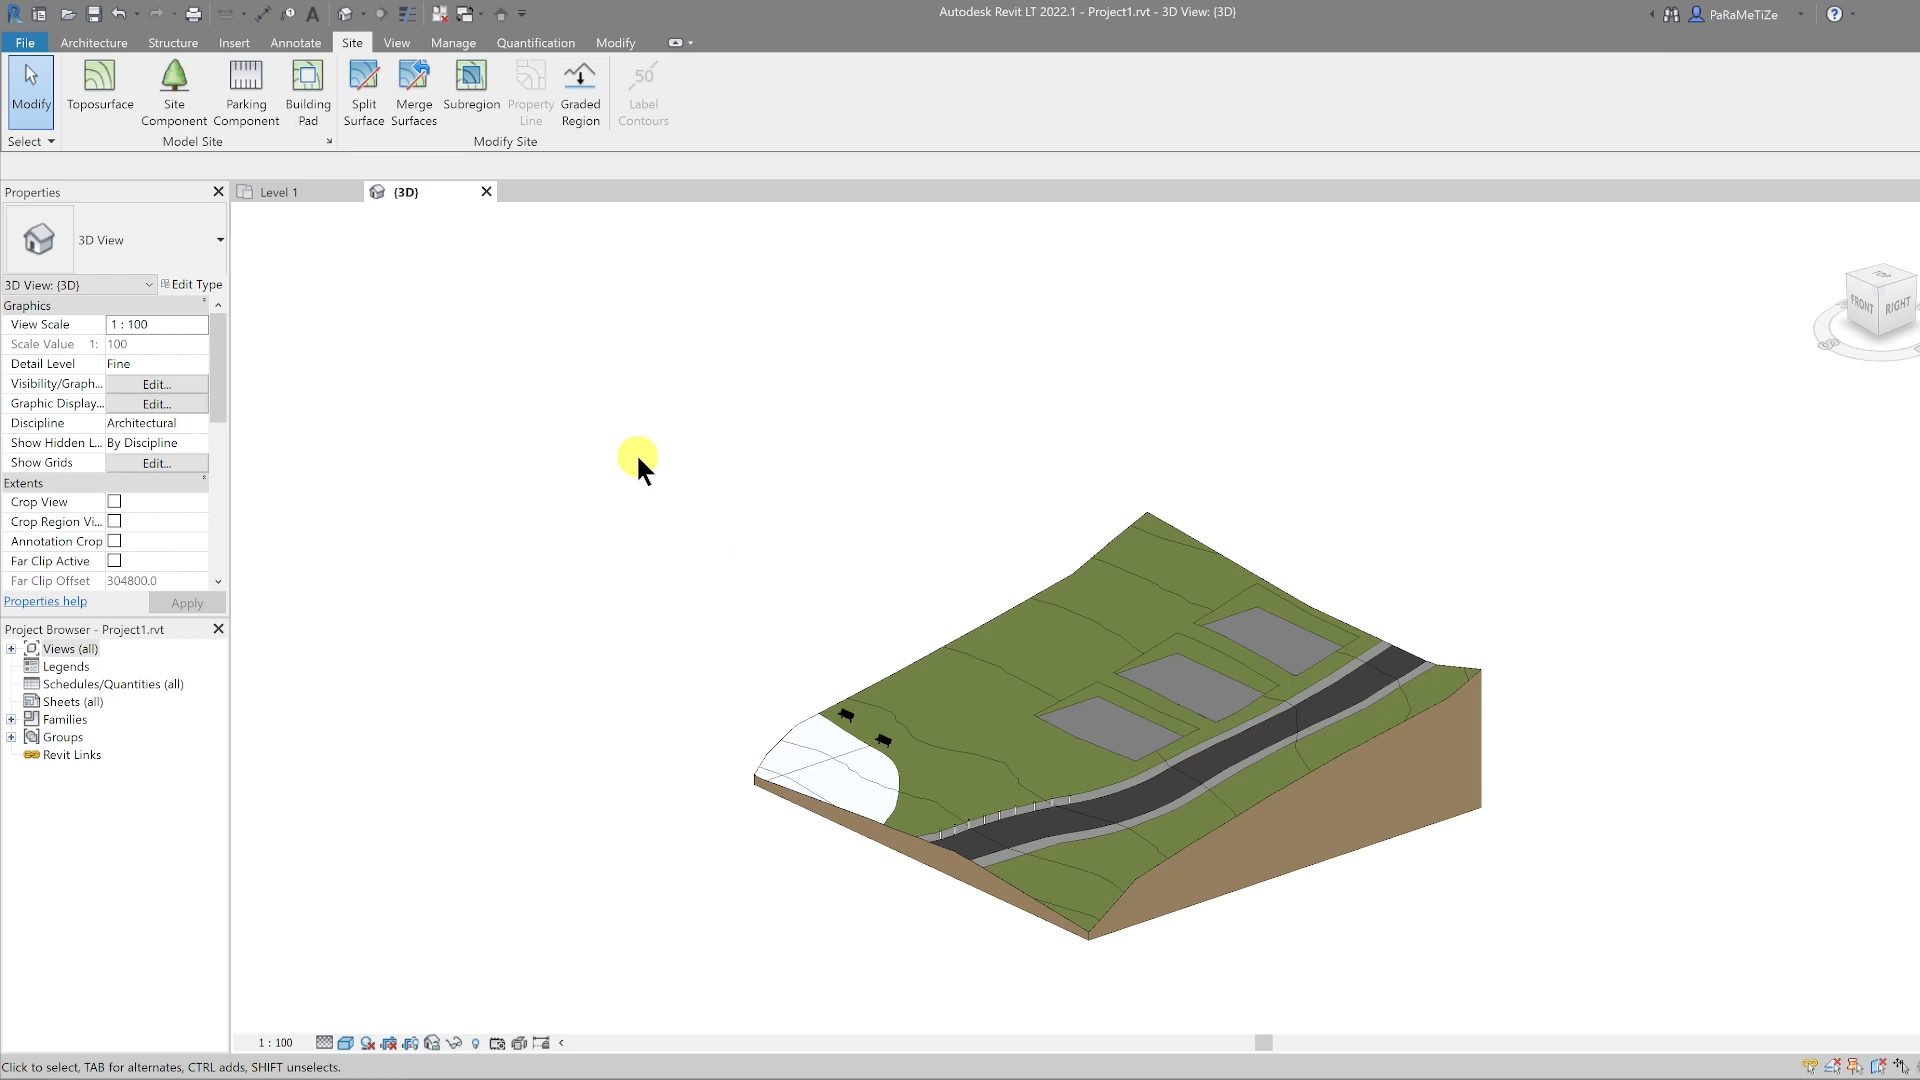 Autodesk Revit LT 2022.1 - Project1.rvt - 3D View: {3D}
PaRaMeTiZe
File Architecture Structure Insert Annotate Site View Manage Quantification Modify
Modify
Toposurface
Site Component
Parking Component
Building Pad
Split Surface
Merge Surfaces
Subregion
Property Line
Graded Region
50
Label Contours
Select
Model Site
Modify Site
Properties
Level 1
{3D}
3D View
3D View: {3D}
Edit Type
Graphics
View Scale 1 : 100
Scale Value 1: 100
Detail Level Fine
Visibility/Graph... Edit...
Graphic Display... Edit...
Discipline Architectural
Show Hidden L... By Discipline
Show Grids Edit...
Extents
Crop View
Crop Region Vi...
Annotation Crop
Far Clip Active
Far Clip Offset 304800.0
Properties help
Apply
Project Browser - Project1.rvt
Views (all)
Legends
Schedules/Quantities (all)
Sheets (all)
Families
Groups
Revit Links
TOP
FRONT
RIGHT
1 : 100
Click to select, TAB for alternates, CTRL adds, SHIFT unselects.